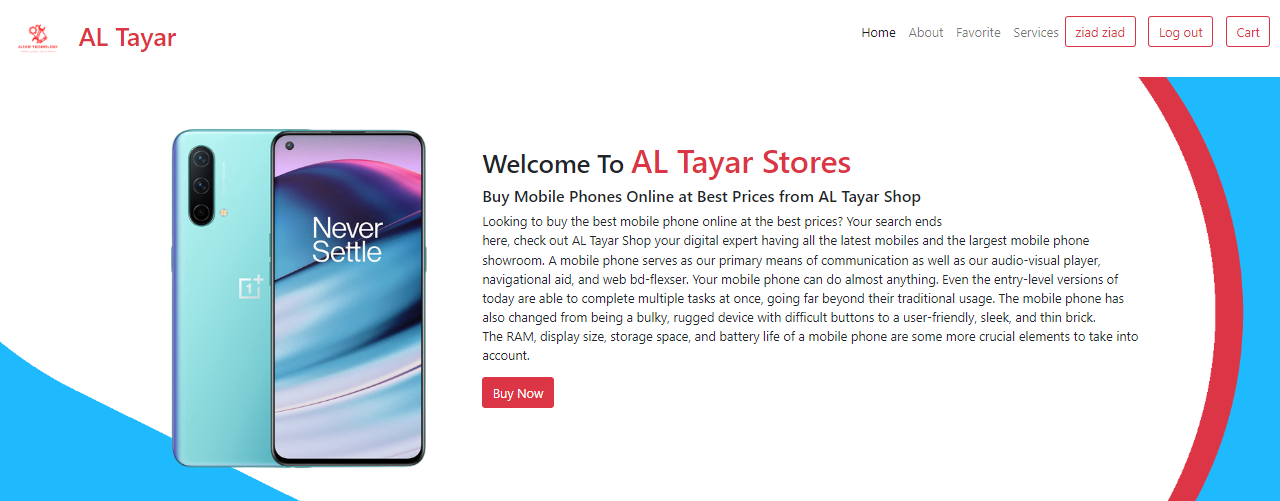 AL Tayar
Home About Favorite Services ziad ziad Log out Cart
Never
Settle
Welcome To AL Tayar Stores
Buy Mobile Phones Online at Best Prices from AL Tayar Shop
Looking to buy the best mobile phone online at the best prices? Your search ends
here, check out AL Tayar Shop your digital expert having all the latest mobiles and the largest mobile phone
showroom. A mobile phone serves as our primary means of communication as well as our audio-visual player,
navigational aid, and web bd-flexser. Your mobile phone can do almost anything. Even the entry-level versions of
today are able to complete multiple tasks at once, going far beyond their traditional usage. The mobile phone has
also changed from being a bulky, rugged device with difficult buttons to a user-friendly, sleek, and thin brick.
The RAM, display size, storage space, and battery life of a mobile phone are some more crucial elements to take into
account.
Buy Now